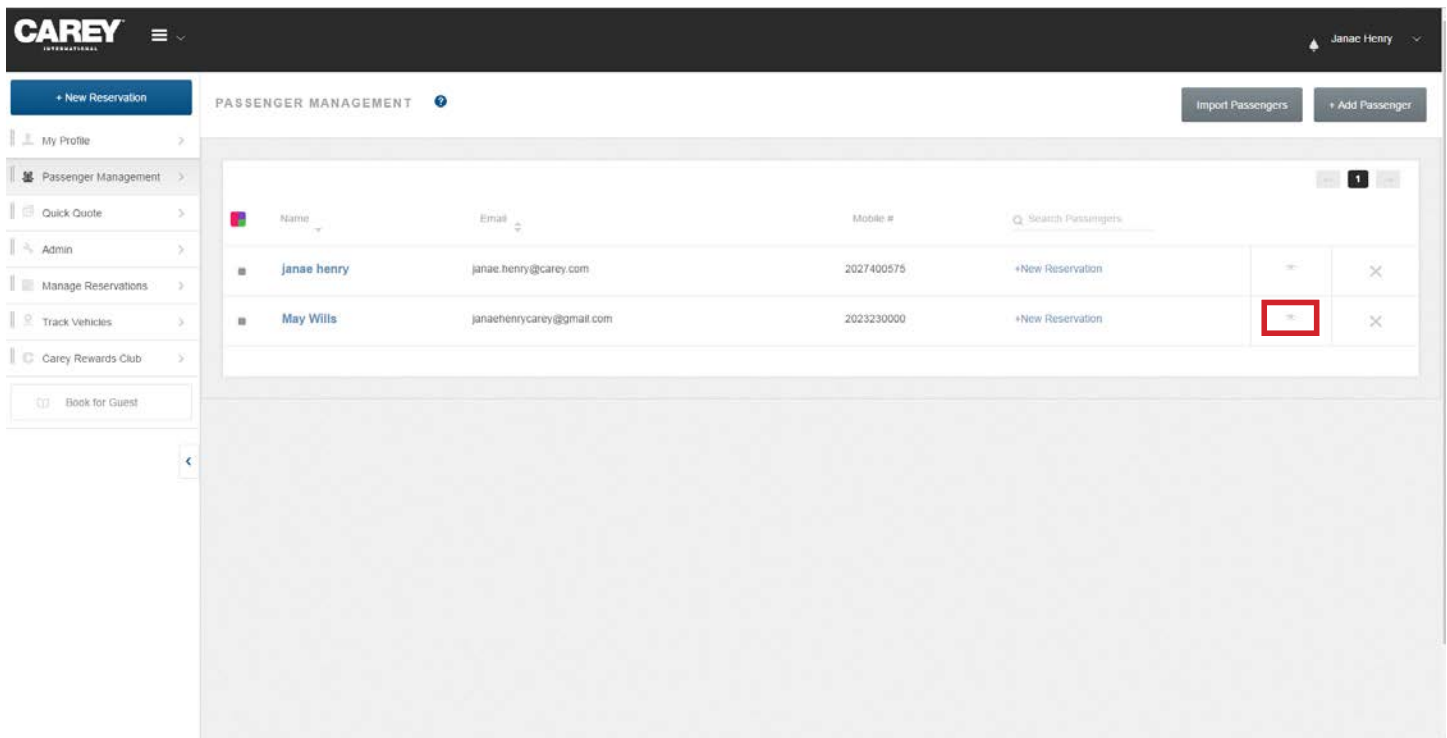 CAREY
INTERNATIONAL
Janae Henry
+ New Reservation
PASSENGER MANAGEMENT ?
Import Passengers
+ Add Passenger
My Profile
Passenger Management
Quick Quote
Admin
Manage Reservations
Track Vehicles
Carey Rewards Club
Book for Guest
1
Name Email Mobile # Search Passengers
janae henry janae.henry@carey.com 2027400575 +New Reservation
May Wills janaehenrycarey@gmail.com 2023230000 +New Reservation